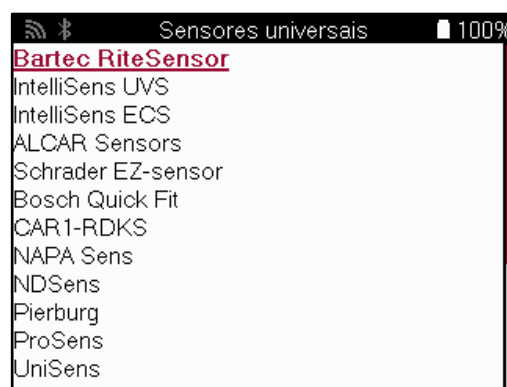 Sensores universais 100%
Bartec RiteSensor
IntelliSens UVS
IntelliSens ECS
ALCAR Sensors
Schrader EZ-sensor
Bosch Quick Fit
CAR1-RDKS
NAPA Sens
NDSens
Pierburg
ProSens
UniSens